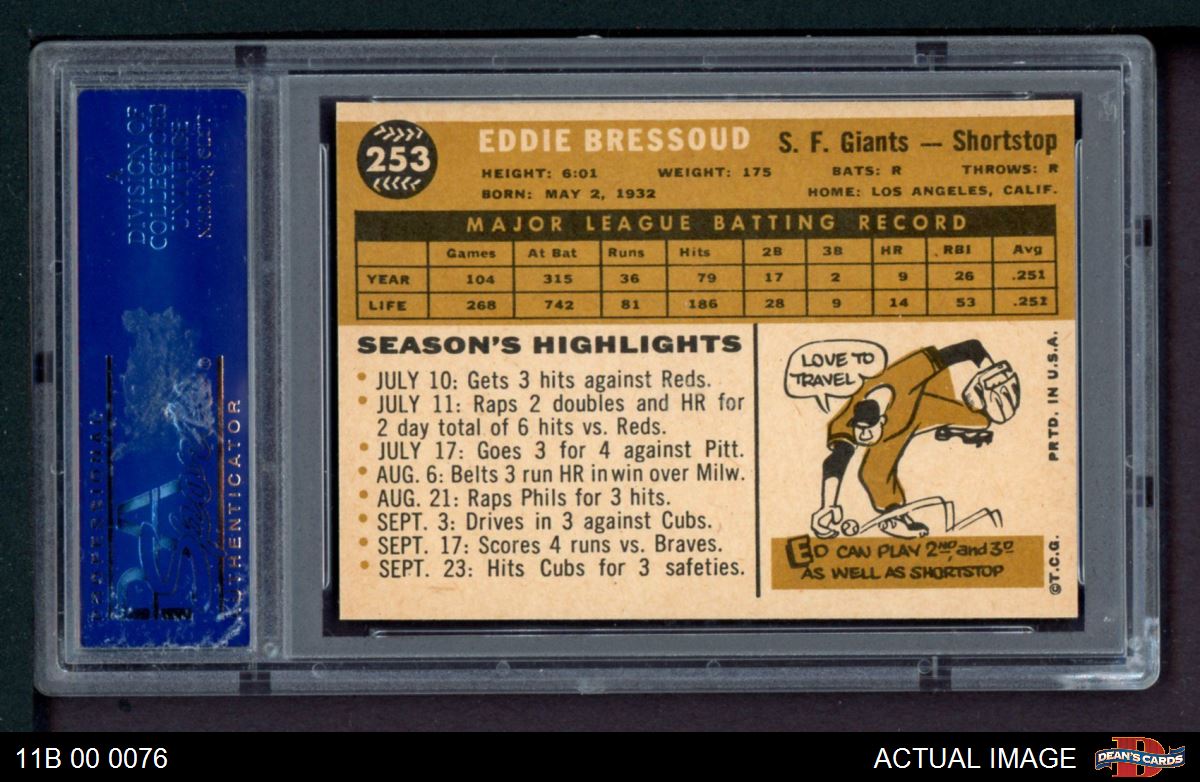 A
DIVISION OF
COLLECTORS
UNIVERSE
PSA
PROFESSIONAL
AUTHENTICATOR
253
EDDIE BRESSOUD
S. F. Giants — Shortstop
HEIGHT: 6:01 WEIGHT: 175 BATS: R THROWS: R
BORN: MAY 2, 1932 HOME: LOS ANGELES, CALIF.
MAJOR LEAGUE BATTING RECORD
Games At Bat Runs Hits 2B 3B HR RBI Avg
YEAR 104 315 36 79 17 2 9 26 .251
LIFE 268 742 81 186 28 9 14 53 .251
SEASON'S HIGHLIGHTS
• JULY 10: Gets 3 hits against Reds.
• JULY 11: Raps 2 doubles and HR for
2 day total of 6 hits vs. Reds.
• JULY 17: Goes 3 for 4 against Pitt.
• AUG. 6: Belts 3 run HR in win over Milw.
• AUG. 21: Raps Phils for 3 hits.
• SEPT. 3: Drives in 3 against Cubs.
• SEPT. 17: Scores 4 runs vs. Braves.
• SEPT. 23: Hits Cubs for 3 safeties.
LOVE TO
TRAVEL
ED CAN PLAY 2ND, and 3D
AS WELL AS SHORTSTOP
©T.C.G. PRTD. IN U.S.A.
11B 00 0076
ACTUAL IMAGE
D
DEAN'S CARDS